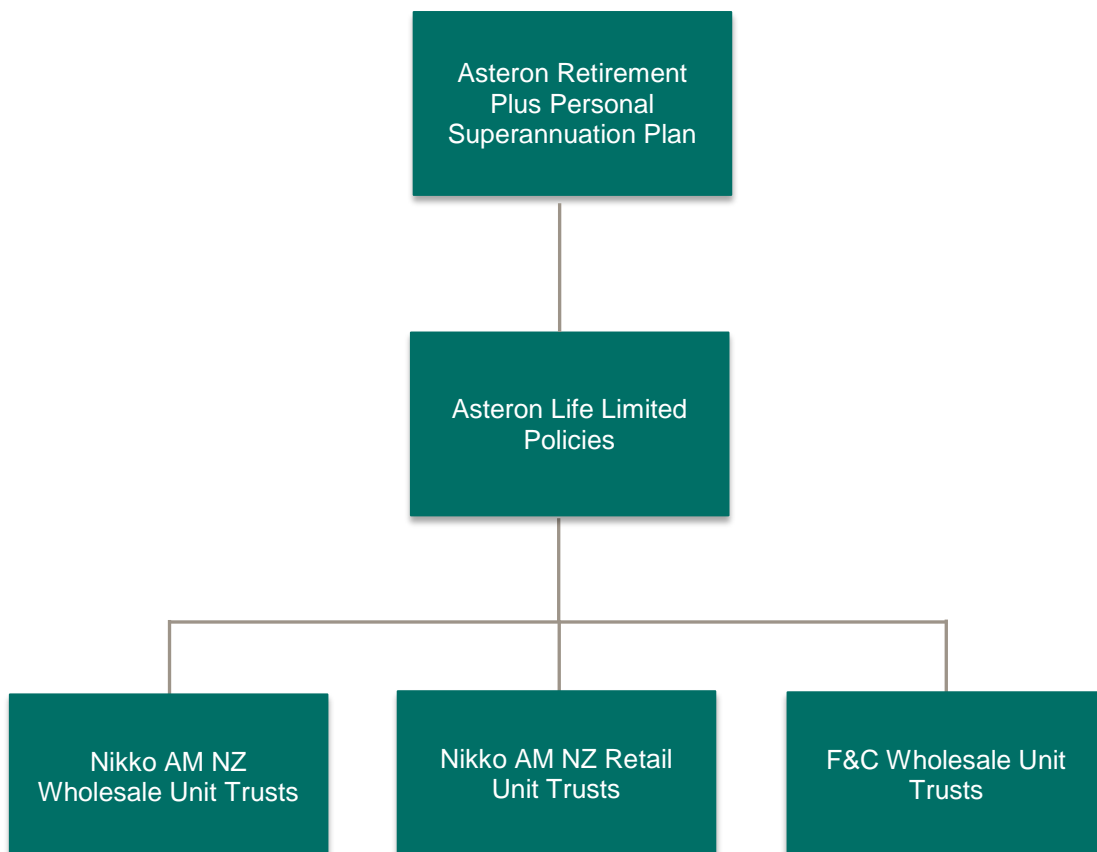 Asteron Retirement
Plus Personal
Superannuation Plan
Asteron Life Limited
Policies
Nikko AM NZ
Wholesale Unit Trusts
Nikko AM NZ Retail
Unit Trusts
F&C Wholesale Unit
Trusts